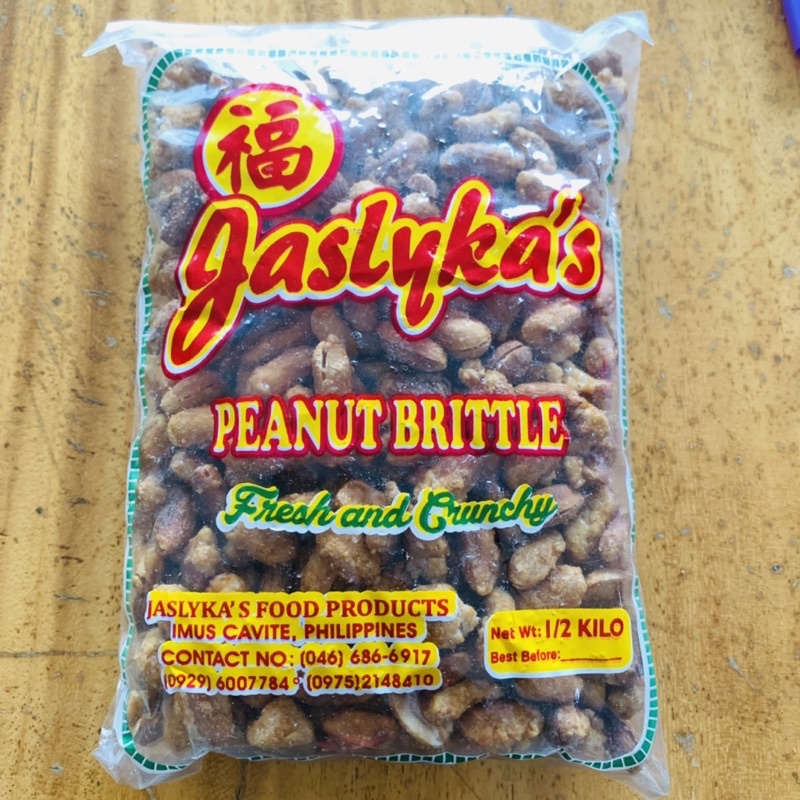 福
Jaslyka's
PEANUT BRITTLE
Fresh and Crunchy
JASLYKA'S FOOD PRODUCTS
IMUS CAVITE, PHILIPPINES
CONTACT NO: (046) 686-6917
(0929) 6007784 (0975)2148410
Net Wt: 1/2 KILO
Best Before: